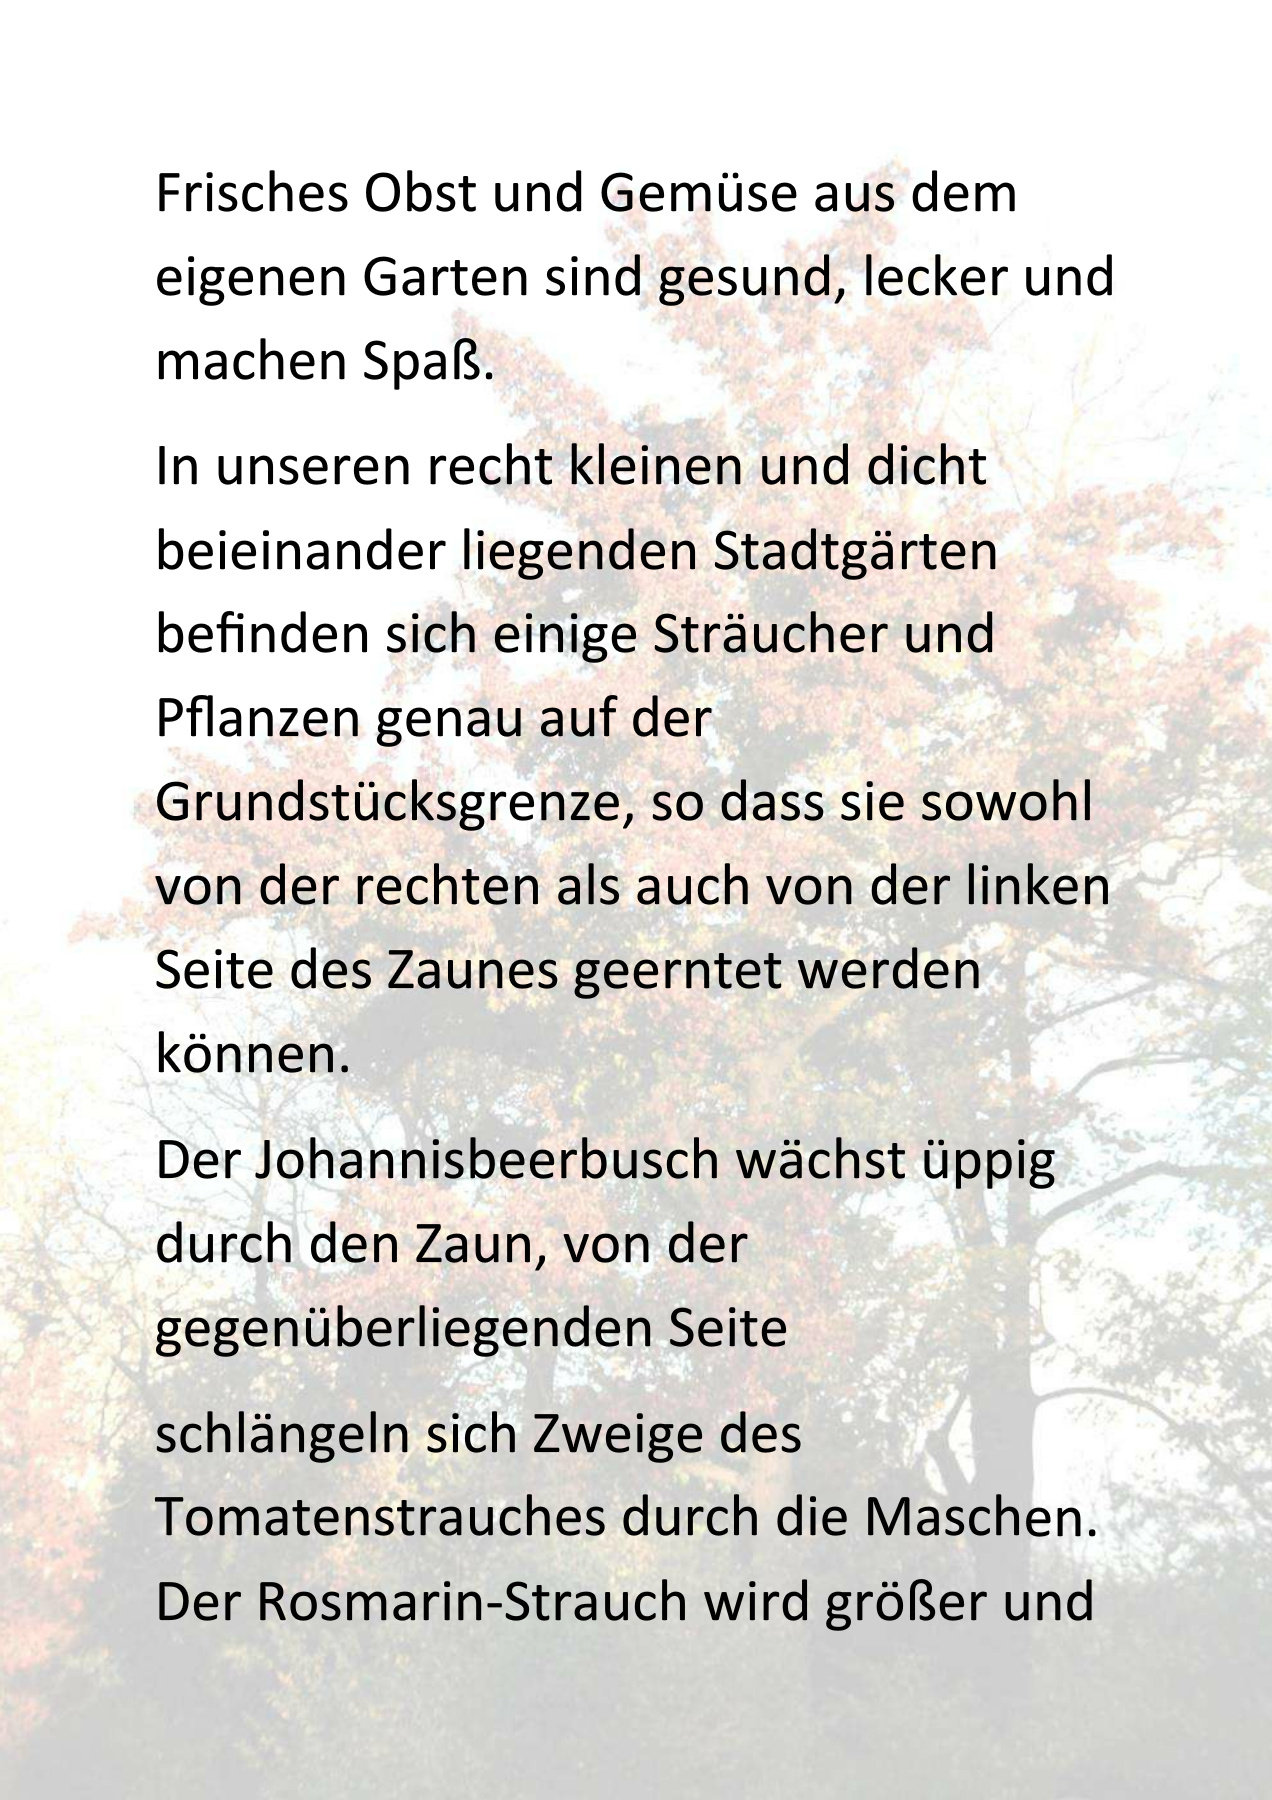 Frisches Obst und Gemüse aus dem
eigenen Garten sind gesund, lecker und
machen Spaß.
In unseren recht kleinen und dicht
beieinander liegenden Stadtgärten
befinden sich einige Sträucher und
Pflanzen genau auf der
Grundstücksgrenze, so dass sie sowohl
von der rechten als auch von der linken
Seite des Zaunes geerntet werden
können.
Der Johannisbeerbusch wächst üppig
durch den Zaun, von der
gegenüberliegenden Seite
schlängeln sich Zweige des
Tomatenstrauches durch die Maschen.
Der Rosmarin-Strauch wird größer und